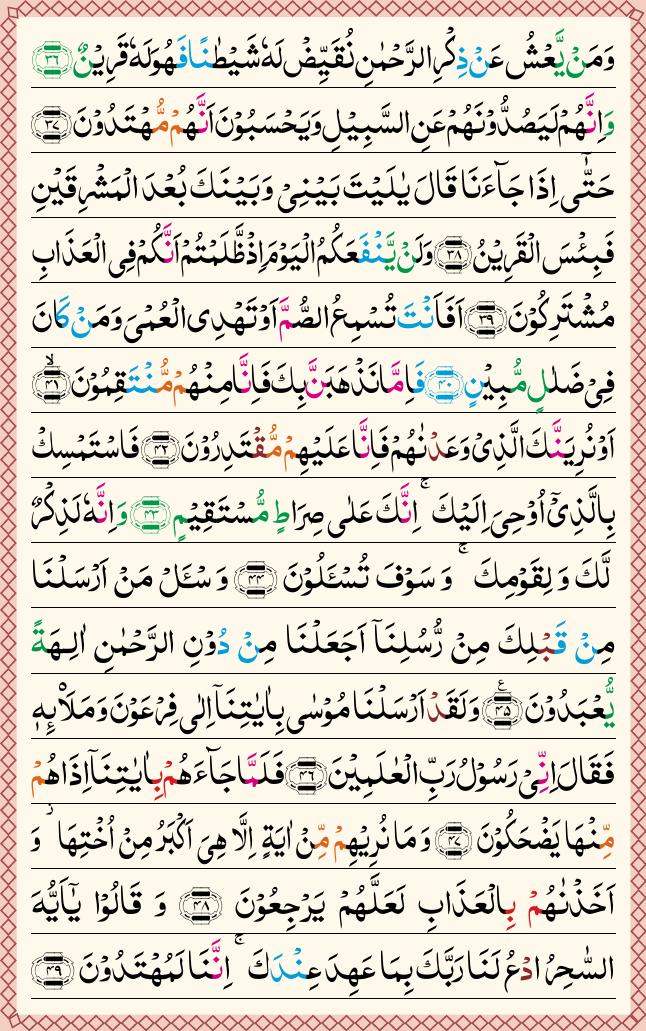 وَمَنْ يَّعْشُ عَنْ ذِكْرِ الرَّحْمٰنِ نُقَيِّضْ لَهٗ شَيْطٰنًا فَهُوَ لَهٗ قَرِيْنٌ ﴿۳۶﴾
وَاِنَّهُمْ لَيَصُدُّوْنَهُمْ عَنِ السَّبِيْلِ وَيَحْسَبُوْنَ اَنَّهُمْ مُّهْتَدُوْنَ ﴿۳۷﴾
حَتّٰۤى اِذَا جَآءَنَا قَالَ يٰلَيْتَ بَيْنِىْ وَبَيْنَكَ بُعْدَ الْمَشْرِقَيْنِ
فَبِئْسَ الْقَرِيْنُ ﴿۳۸﴾ وَلَنْ يَّنْفَعَكُمُ الْيَوْمَ اِذْ ظَّلَمْتُمْ اَنَّكُمْ فِى الْعَذَابِ
مُشْتَرِكُوْنَ ﴿۳۹﴾ اَفَاَنْتَ تُسْمِعُ الصُّمَّ اَوْ تَهْدِى الْعُمْىَ وَمَنْ كَانَ
فِىْ ضَلٰلٍ مُّبِيْنٍ ﴿۴۰﴾ فَاِمَّا نَذْهَبَنَّ بِكَ فَاِنَّا مِنْهُمْ مُّنْتَقِمُوْنَ ۙ﴿۴۱﴾
اَوْ نُرِيَنَّكَ الَّذِىْ وَعَدْنٰهُمْ فَاِنَّا عَلَيْهِمْ مُّقْتَدِرُوْنَ ﴿۴۲﴾ فَاسْتَمْسِكْ
بِالَّذِىْۤ اُوْحِىَ اِلَيْكَ ۚ اِنَّكَ عَلٰى صِرَاطٍ مُّسْتَقِيْمٍ ﴿۴۳﴾ وَاِنَّهٗ لَذِكْرٌ
لَّكَ وَ لِقَوْمِكَ ۚ وَ سَوْفَ تُسْئَلُوْنَ ﴿۴۴﴾ وَ سْئَلْ مَنْ اَرْسَلْنَا
مِنْ قَبْلِكَ مِنْ رُّسُلِنَاۤ اَجَعَلْنَا مِنْ دُوْنِ الرَّحْمٰنِ اٰلِهَةً
يُّعْبَدُوْنَ ﴿۴۵﴾ؑ وَلَقَدْ اَرْسَلْنَا مُوْسٰى بِاٰيٰتِنَاۤ اِلٰى فِرْعَوْنَ وَمَلَا۟ئِهٖ
فَقَالَ اِنِّىْ رَسُوْلُ رَبِّ الْعٰلَمِيْنَ ﴿۴۶﴾ فَلَمَّا جَآءَهُمْ بِاٰيٰتِنَاۤ اِذَا هُمْ
مِّنْهَا يَضْحَكُوْنَ ﴿۴۷﴾ وَ مَا نُرِيْهِمْ مِّنْ اٰيَةٍ اِلَّا هِىَ اَكْبَرُ مِنْ اُخْتِهَا ؗ وَ
اَخَذْنٰهُمْ بِالْعَذَابِ لَعَلَّهُمْ يَرْجِعُوْنَ ﴿۴۸﴾ وَ قَالُوْا يٰۤاَيُّهَ
السّٰحِرُ ادْعُ لَنَا رَبَّكَ بِمَا عَهِدَ عِنْدَكَ ۚ اِنَّنَا لَمُهْتَدُوْنَ ﴿۴۹﴾